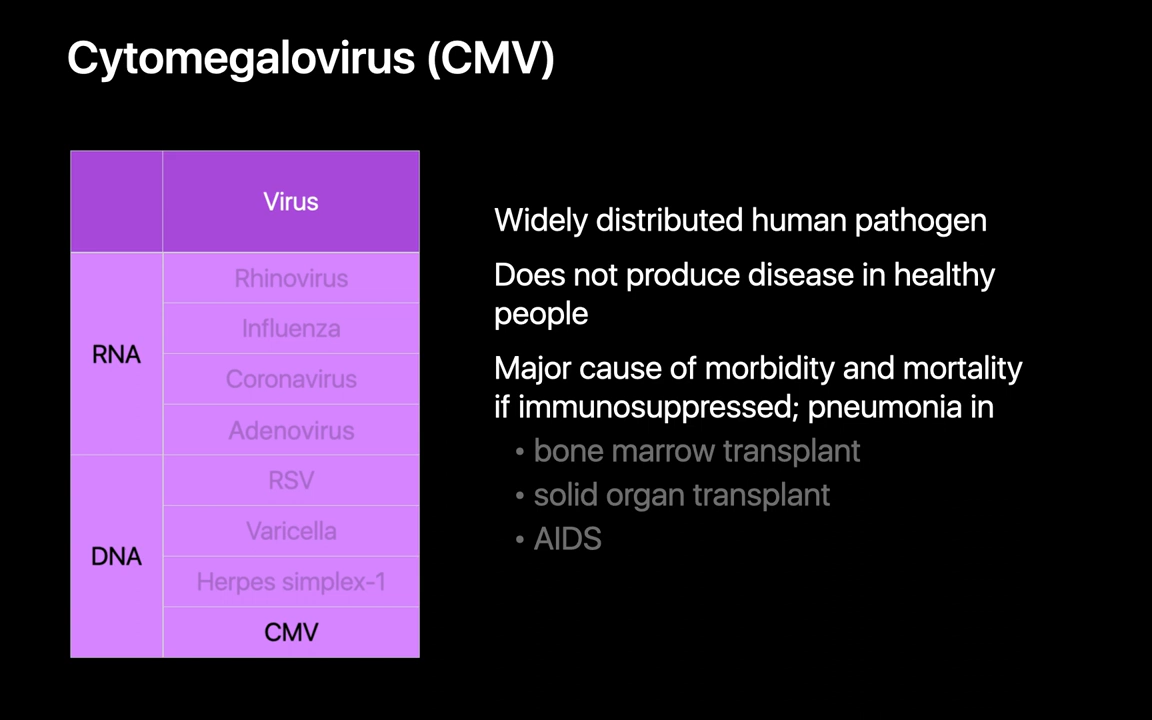 Cytomegalovirus (CMV)
Virus
RNA
Rhinovirus
Influenza
Coronavirus
Adenovirus
DNA
RSV
Varicella
Herpes simplex-1
CMV
Widely distributed human pathogen
Does not produce disease in healthy
people
Major cause of morbidity and mortality
if immunosuppressed; pneumonia in
• bone marrow transplant
• solid organ transplant
• AIDS